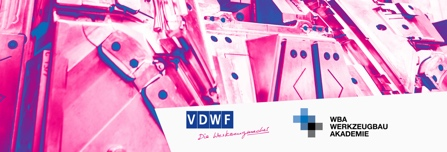 VDWF
Die Werkzeugmacher
WBA
WERKZEUGBAU
AKADEMIE